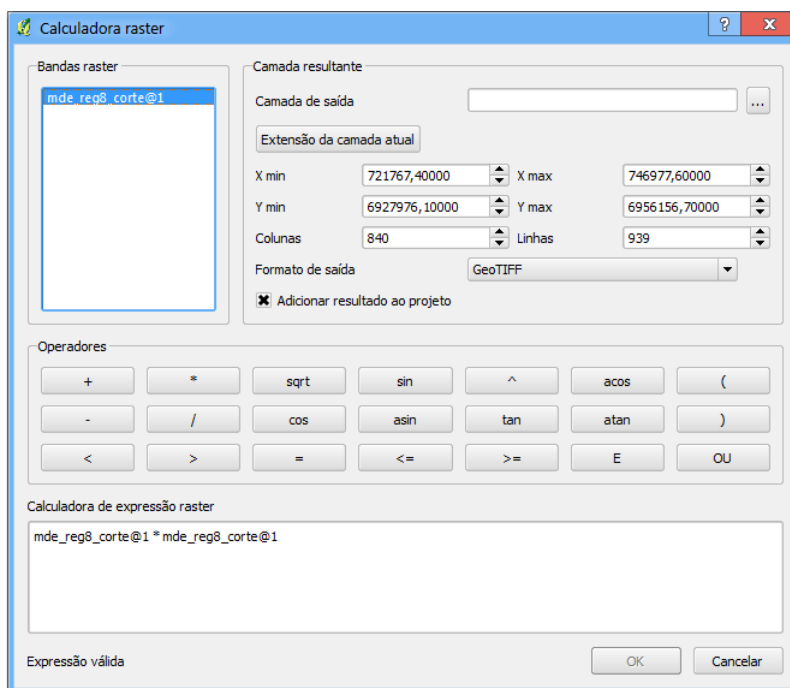 Calculadora raster
?
X
Bandas raster
mde_reg8_corte@1
Camada resultante
Camada de saída
...
Extensão da camada atual
X min 721767,40000 X max 746977,60000
Y min 6927976,10000 Y max 6956156,70000
Colunas 840 Linhas 939
Formato de saída GeoTIFF
Adicionar resultado ao projeto
Operadores
+ * sqrt sin ^ acos (
- / cos asin tan atan )
< > = <= >= E OU
Calculadora de expressão raster
mde_reg8_corte@1 * mde_reg8_corte@1
Expressão válida
OK Cancelar